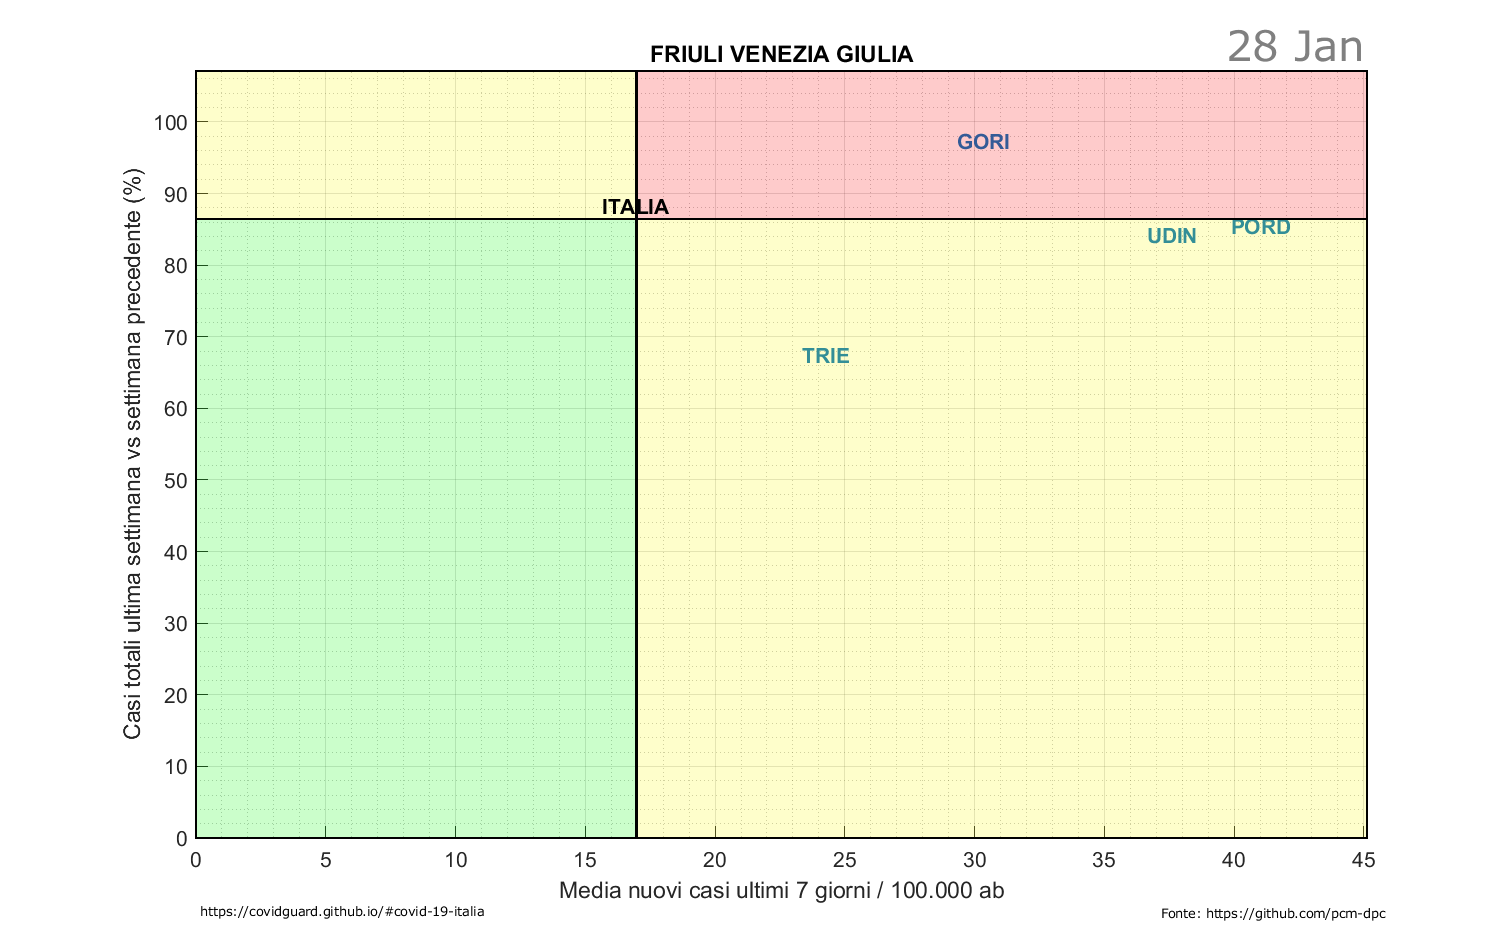 28 Jan
FRIULI VENEZIA GIULIA
Casi totali ultima settimana vs settimana precedente (%)
100
90
80
70
60
50
40
30
20
10
0
GORI
ITALIA
PORD
UDIN
TRIE
0 5 10 15 20 25 30 35 40 45
Media nuovi casi ultimi 7 giorni / 100.000 ab
https://covidguard.github.io/#covid-19-italia
Fonte: https://github.com/pcm-dpc